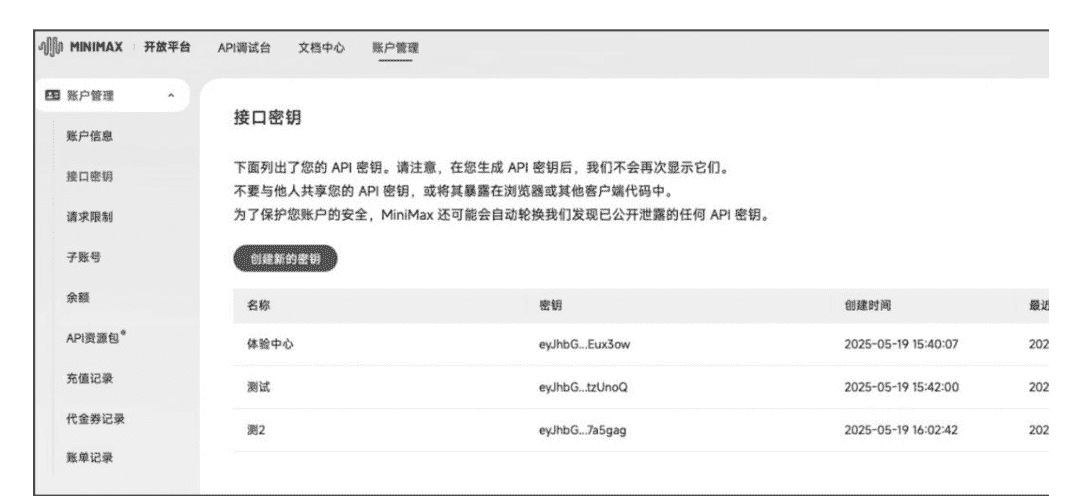 MINIMAX 开放平台 API调试台 文档中心 账户管理
账户管理
账户信息
接口密钥
请求限制
子账号
余额
API资源包
充值记录
代金券记录
账单记录
接口密钥
下面列出了您的 API 密钥。请注意，在您生成 API 密钥后，我们不会再次显示它们。
不要与他人共享您的 API 密钥，或将其暴露在浏览器或其他客户端代码中。
为了保护您账户的安全，MiniMax 还可能会自动轮换我们发现已公开泄露的任何 API 密钥。
创建新的密钥
名称 密钥 创建时间 最近
体验中心 eyJhbG...Eux3ow 2025-05-19 15:40:07 202
测试 eyJhbG...tzUnoQ 2025-05-19 15:42:00 202
测2 eyJhbG...7a5gag 2025-05-19 16:02:42 202